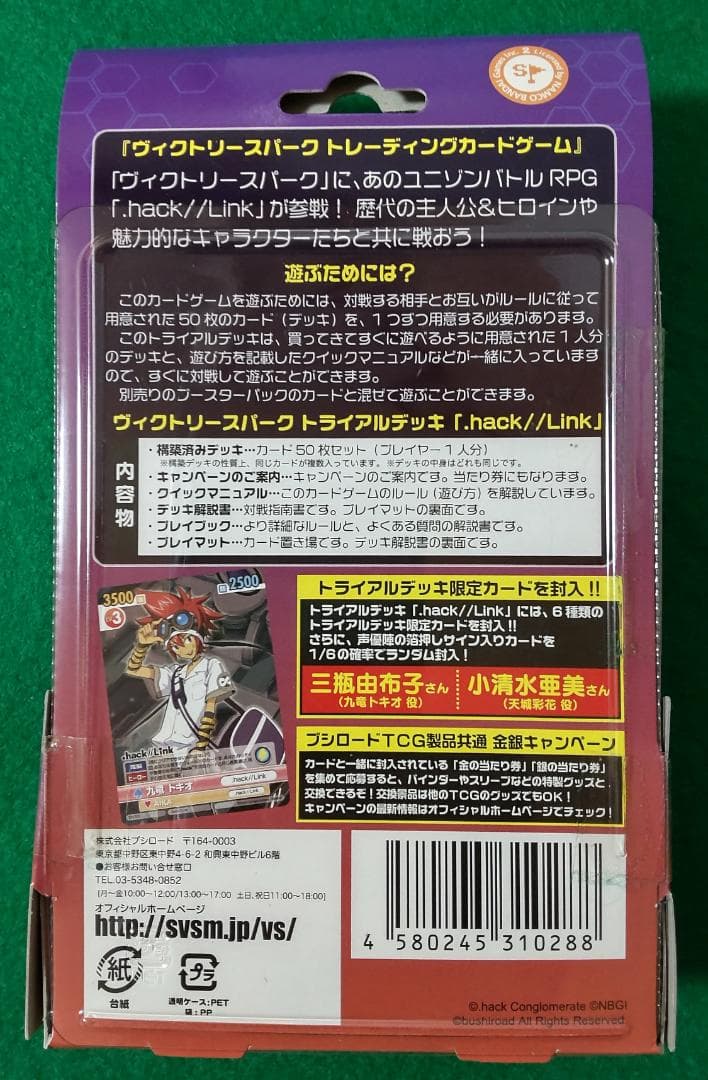 Licensed by NAMCO BANDAI Games Inc. 2
『ヴィクトリースパーク トレーディングカードゲーム』
「ヴィクトリースパーク」に、あのユニゾンバトル RPG
「.hack//Link」が参戦！ 歴代の主人公&ヒロインや
魅力的なキャラクターたちと共に戦おう！
遊ぶためには？
このカードゲームを遊ぶためには、対戦する相手とお互いがルールに従って
用意された50枚のカード（デッキ）を、1つずつ用意する必要があります。
このトライアルデッキは、買ってきてすぐに遊べるように用意された1人分
のデッキと、遊び方を記載したクイックマニュアルなどが一緒に入っています
ので、すぐに対戦して遊ぶことができます。
別売りのブースターパックのカードと混ぜて遊ぶことができます。
ヴィクトリースパーク トライアルデッキ「.hack//Link」
内容物
・構築済みデッキ…カード50枚セット（プレイヤー1人分）
※構築デッキの性質上、同じカードが複数入っています。 ※デッキの中身はどれも同じです。
・キャンペーンのご案内…キャンペーンのご案内です。当たり券にもなります。
・クイックマニュアル…このカードゲームのルール（遊び方）を解説しています。
・デッキ解説書…対戦指南書です。プレイマットの裏面です。
・プレイブック…より詳細なルールと、よくある質問の解説書です。
・プレイマット…カード置き場です。デッキ解説書の裏面です。
3500
2500
3
.hack//Link
ヒーロー
九竜 トキオ
.hack//Link
トライアルデッキ限定カードを封入!!
トライアルデッキ「.hack//Link」には、6種類の
トライアルデッキ限定カードを封入!!
さらに、声優陣の箔押しサイン入りカードを
1/6の確率でランダム封入！
三瓶由布子さん
（九竜トキオ 役）
小清水亜美さん
（天城彩花 役）
ブシロードTCG製品共通 金銀キャンペーン
カードと一緒に封入されている「金の当たり券」「銀の当たり券」
を集めて応募すると、バインダーやスリーブなどの特製グッズと
交換できるぞ！交換景品は他のTCGのグッズでもOK！
キャンペーンの最新情報はオフィシャルホームページでチェック！
株式会社ブシロード 〒164-0003
東京都中野区東中野4-6-2 和興東中野ビル6階
●お客様お問い合せ窓口
TEL.03-5348-0852
［月～金10:00～12:00/13:00～17:00 土日、祝日11:00～18:00］
オフィシャルホームページ
http://svsm.jp/vs/
紙
台紙
プラ
透明ケース：PET
袋：PP
4 580245 310288
©.hack Conglomerate ©NBGI
©bushiroad All Rights Reserved.